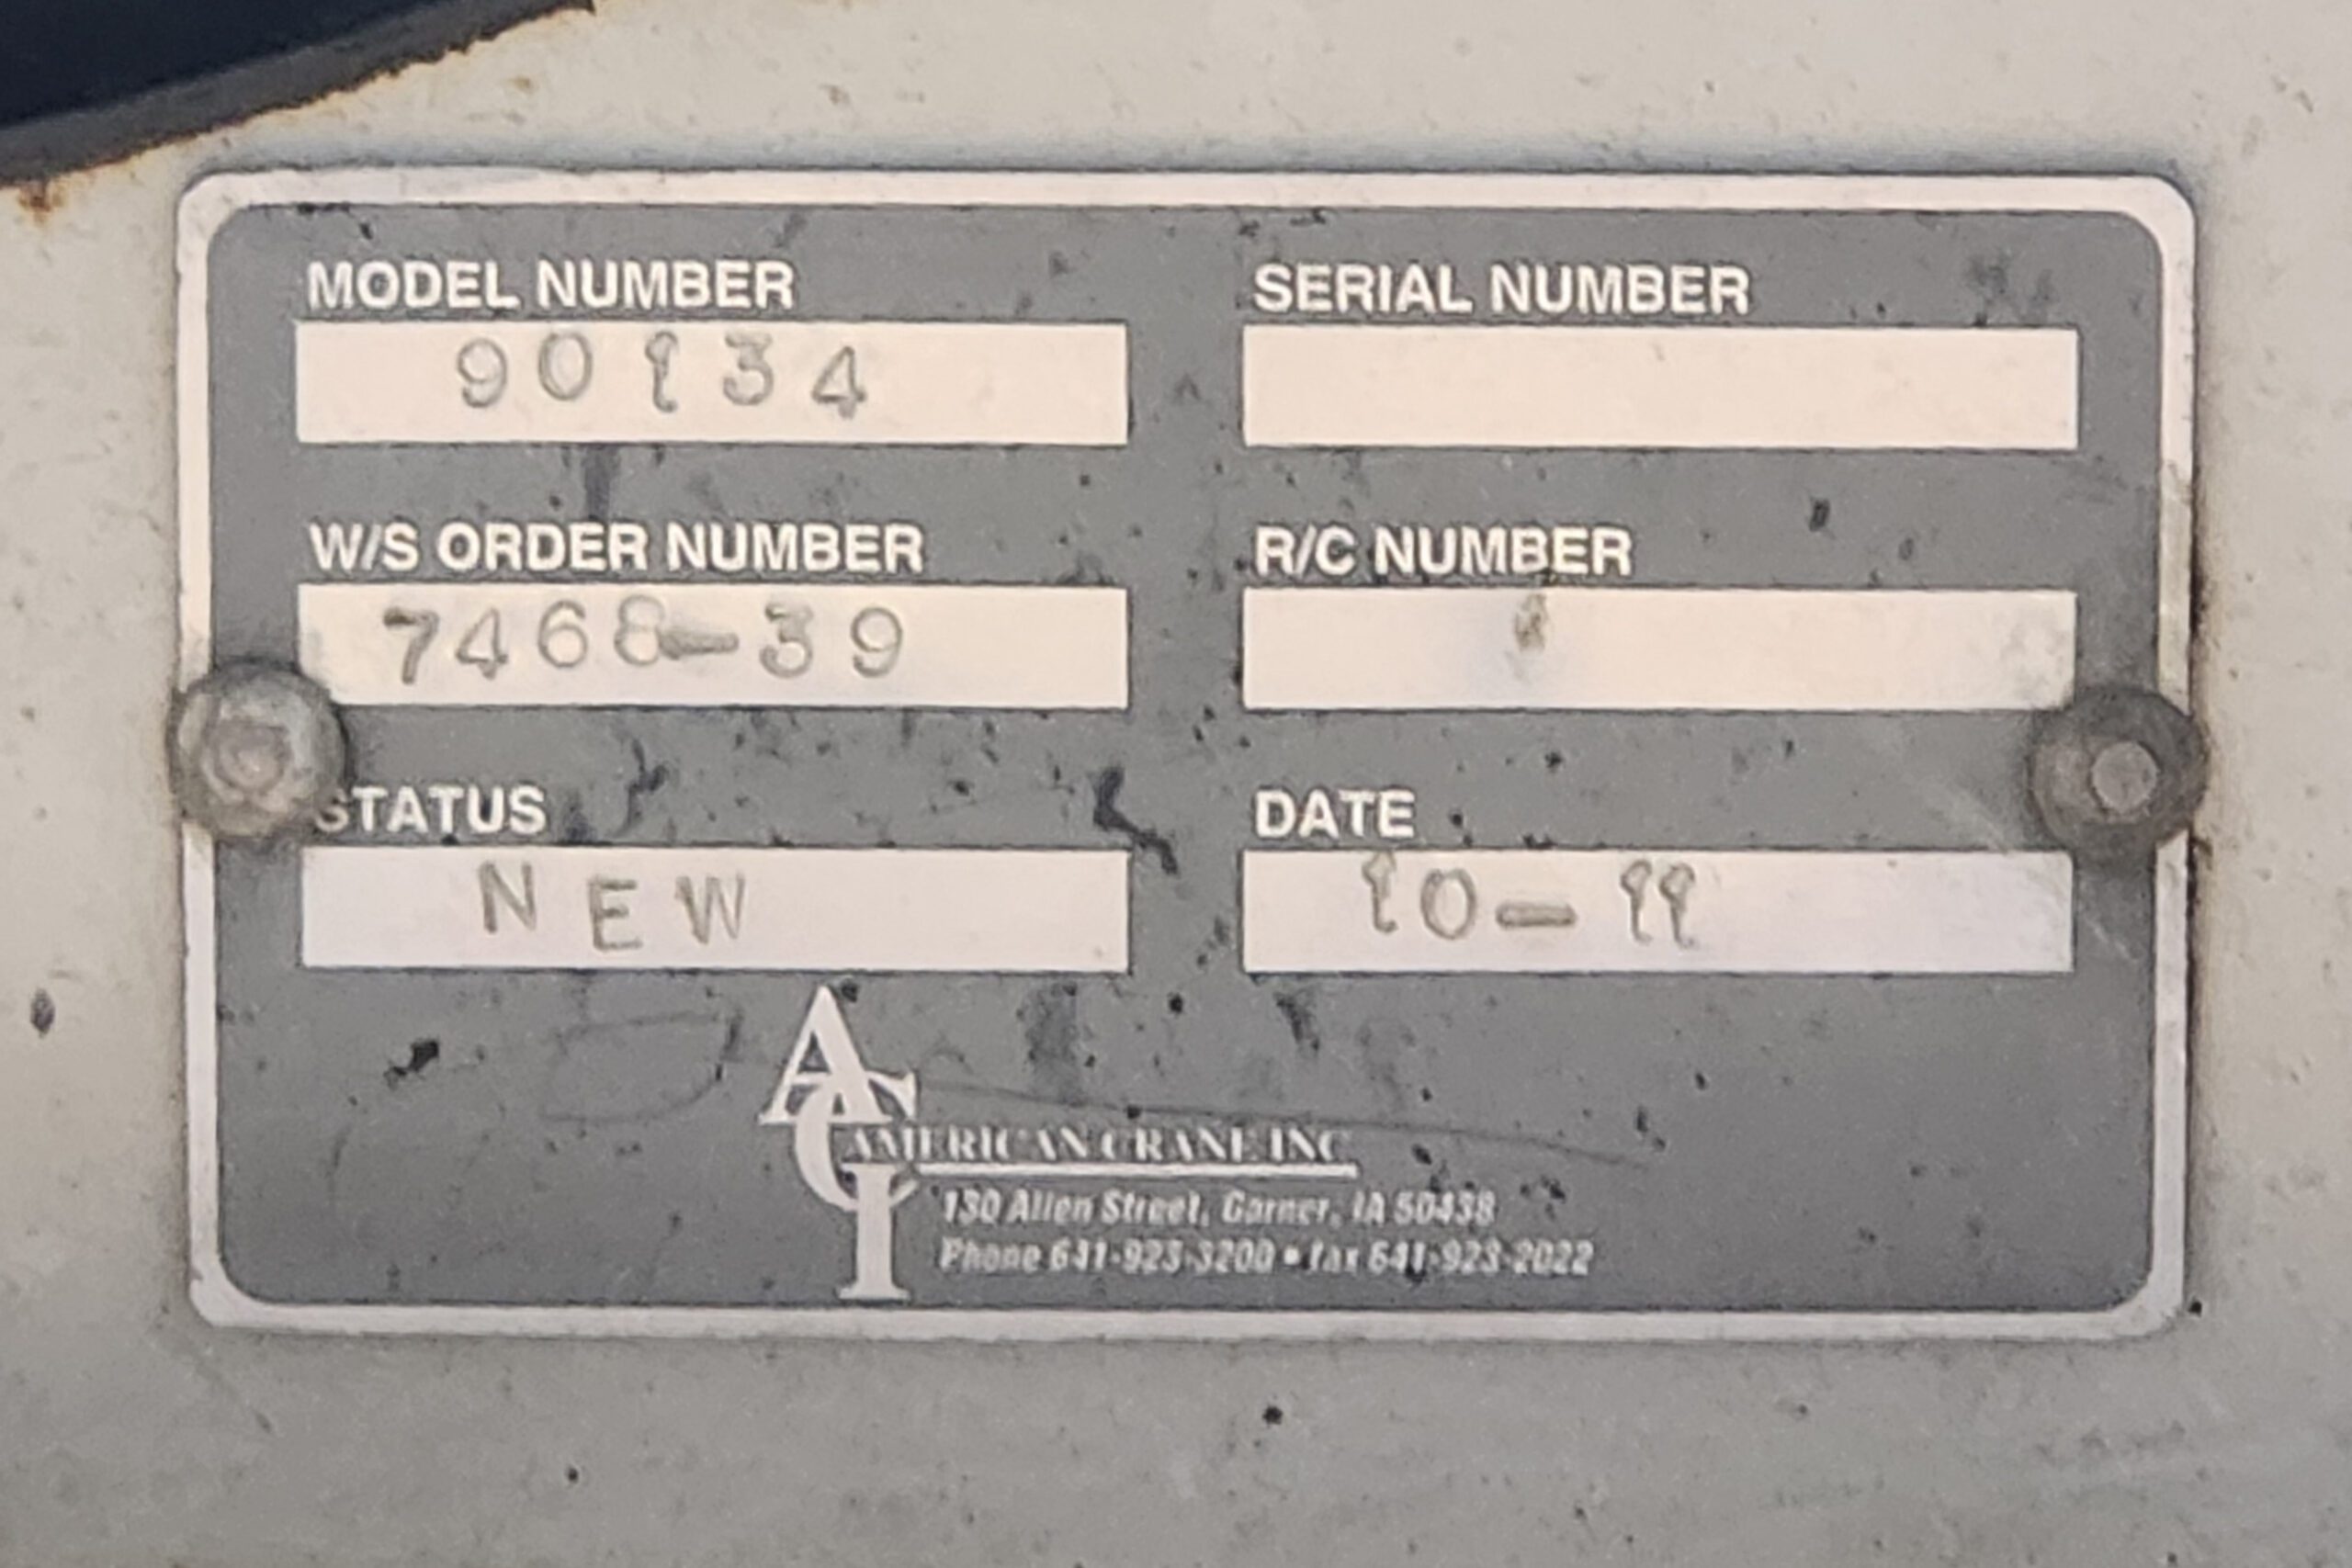 MODEL NUMBER
90134
SERIAL NUMBER
W/S ORDER NUMBER
7468-39
R/C NUMBER
STATUS
NEW
DATE
10-11
ACI
AMERICAN CRANE INC.
130 Allen Street, Garner, IA 50438
Phone 641-923-3200 • fax 641-923-2022